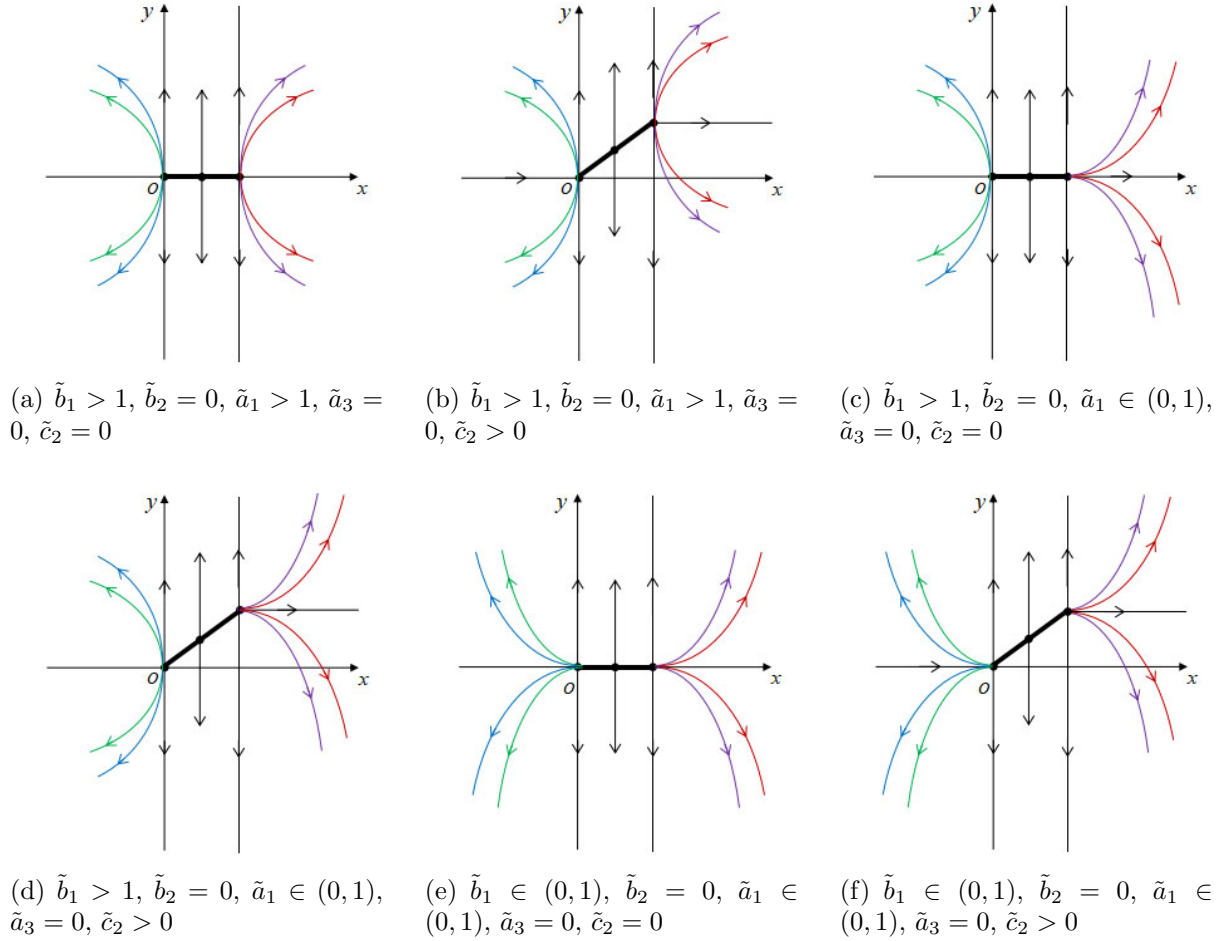 y
O
x
y
O
x
y
O
x
(a) b̃₁ > 1, b̃₂ = 0, ã₁ > 1, ã₃ =
0, c̃₂ = 0
(b) b̃₁ > 1, b̃₂ = 0, ã₁ > 1, ã₃ =
0, c̃₂ > 0
(c) b̃₁ > 1, b̃₂ = 0, ã₁ ∈ (0, 1),
ã₃ = 0, c̃₂ = 0
y
O
x
y
O
x
y
O
x
(d) b̃₁ > 1, b̃₂ = 0, ã₁ ∈ (0, 1),
ã₃ = 0, c̃₂ > 0
(e) b̃₁ ∈ (0, 1), b̃₂ = 0, ã₁ ∈
(0, 1), ã₃ = 0, c̃₂ = 0
(f) b̃₁ ∈ (0, 1), b̃₂ = 0, ã₁ ∈
(0, 1), ã₃ = 0, c̃₂ > 0